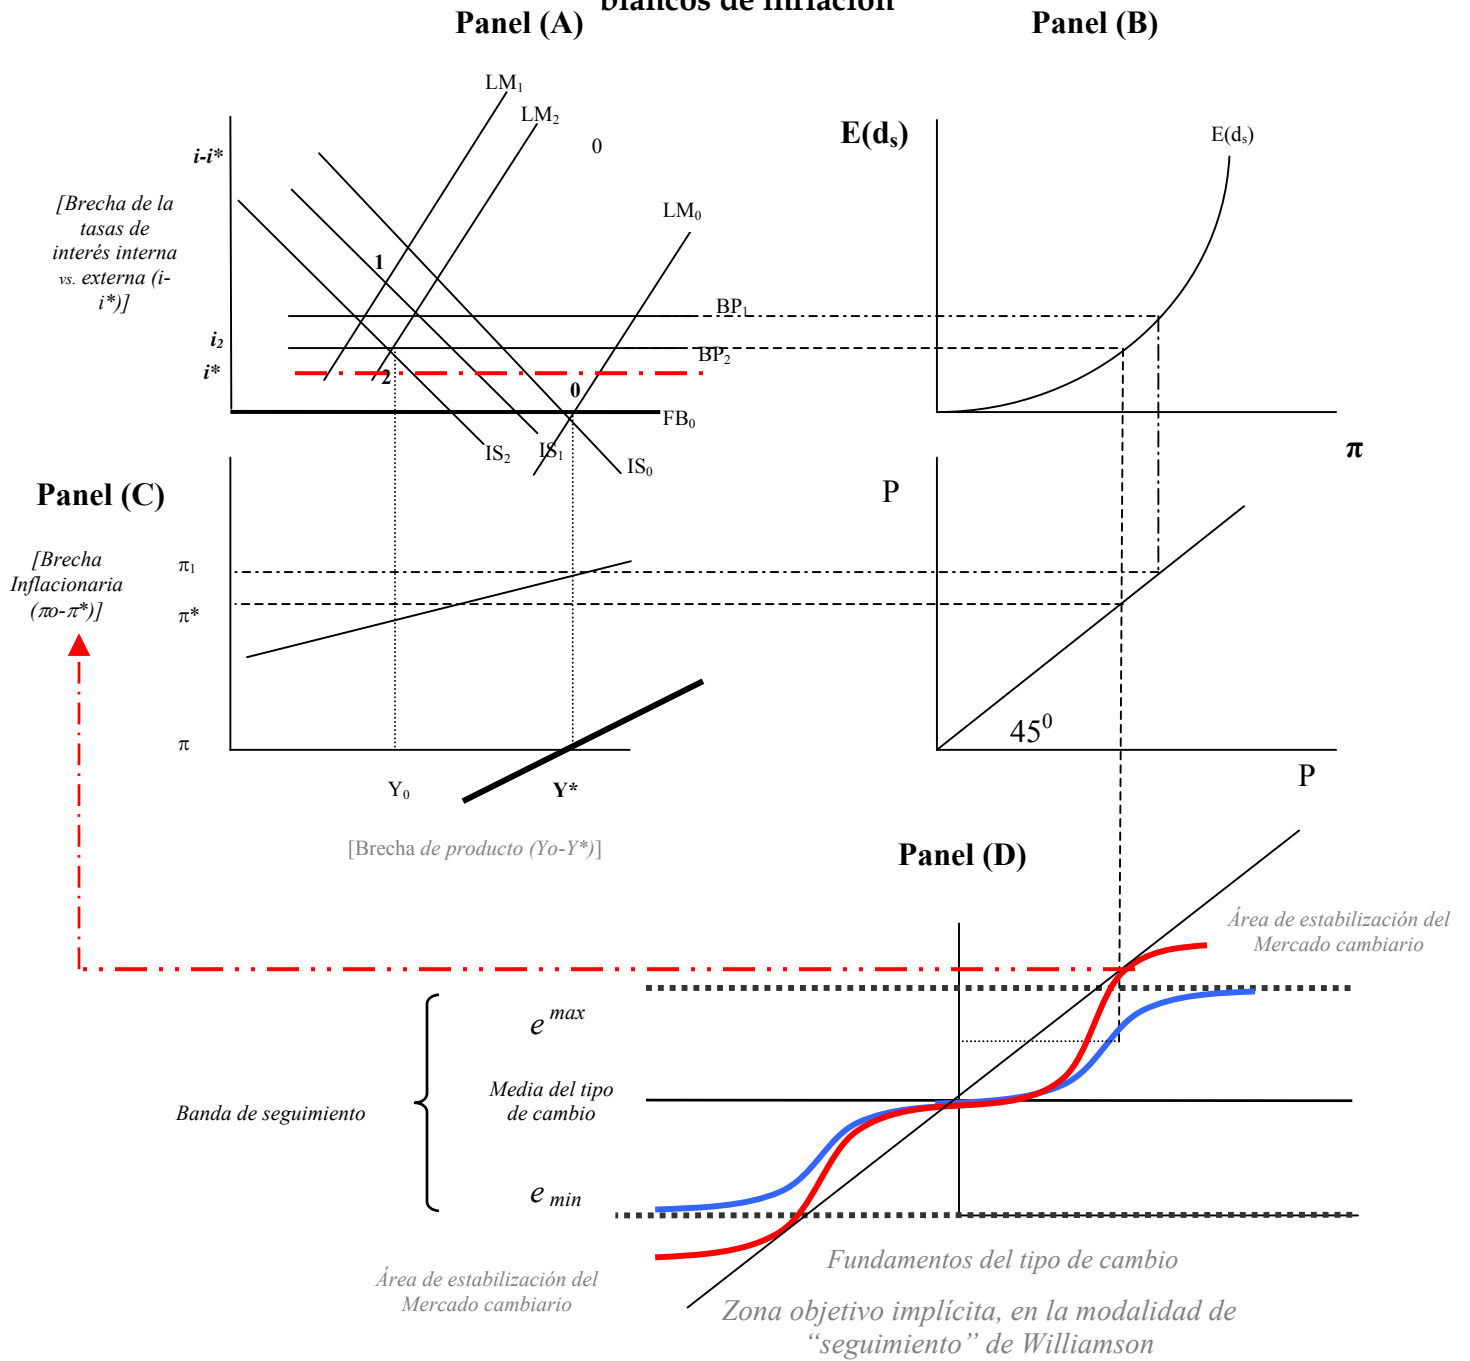 blancos de inflación
Panel (A)
Panel (B)
LM1
LM2
0
LM0
i-i*
[Brecha de la
tasas de
interés interna
vs. externa (i-
i*)]
1
BP1
i2
BP2
i*
2
0
FB0
IS2
IS1
IS0
E(ds)
E(ds)
π
Panel (C)
[Brecha
Inflacionaria
(πo-π*)]
π1
π*
π
Y0
Y*
[Brecha de producto (Yo-Y*)]
P
45⁰
P
Panel (D)
Área de estabilización del
Mercado cambiario
e max
Media del tipo
de cambio
Banda de seguimiento
e min
Área de estabilización del
Mercado cambiario
Fundamentos del tipo de cambio
Zona objetivo implícita, en la modalidad de
“seguimiento” de Williamson